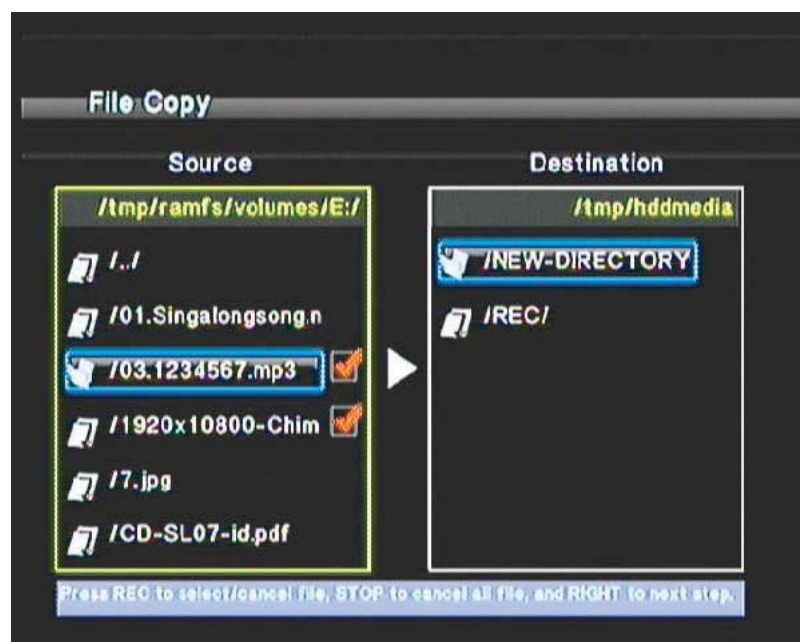 File Copy
Source
/tmp/ramfs/volumes/E:/
/../
/01.Singalongsong.n
/03.1234567.mp3
/1920x10800-Chim
/7.jpg
/CD-SL07-id.pdf
Destination
/tmp/hddmedia
/NEW-DIRECTORY
/REC/
Press REC to select/cancel file, STOP to cancel all file, and RIGHT to next step.